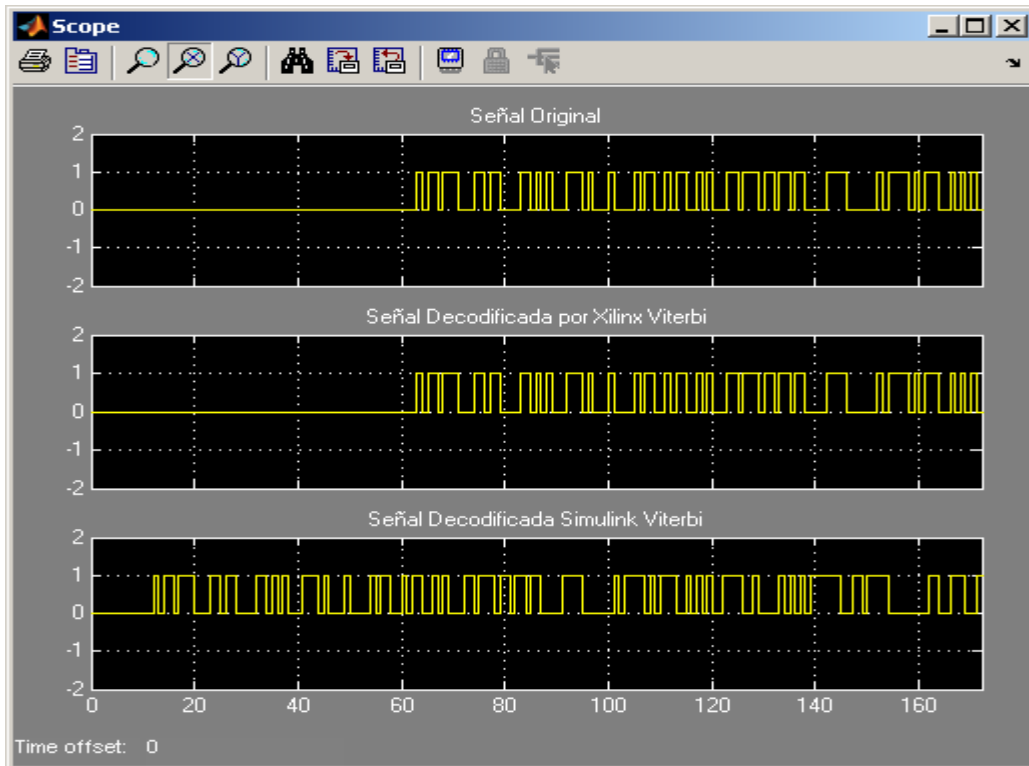 Scope
Señal Original
2
1
0
-1
-2
Señal Decodificada por Xilinx Viterbi
2
1
0
-1
-2
Señal Decodificada Simulink Viterbi
2
1
0
-1
-2
0 20 40 60 80 100 120 140 160
Time offset: 0